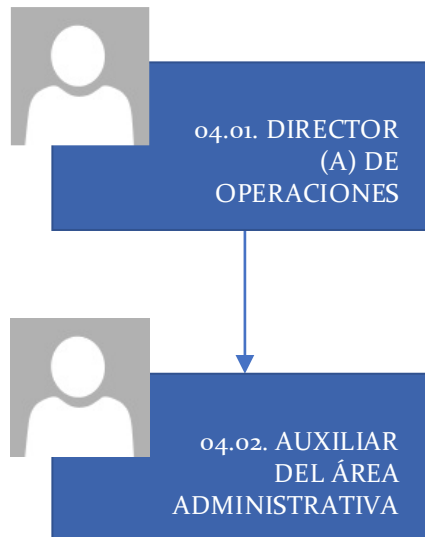 04.01. DIRECTOR
(A) DE
OPERACIONES
04.02. AUXILIAR
DEL ÁREA
ADMINISTRATIVA